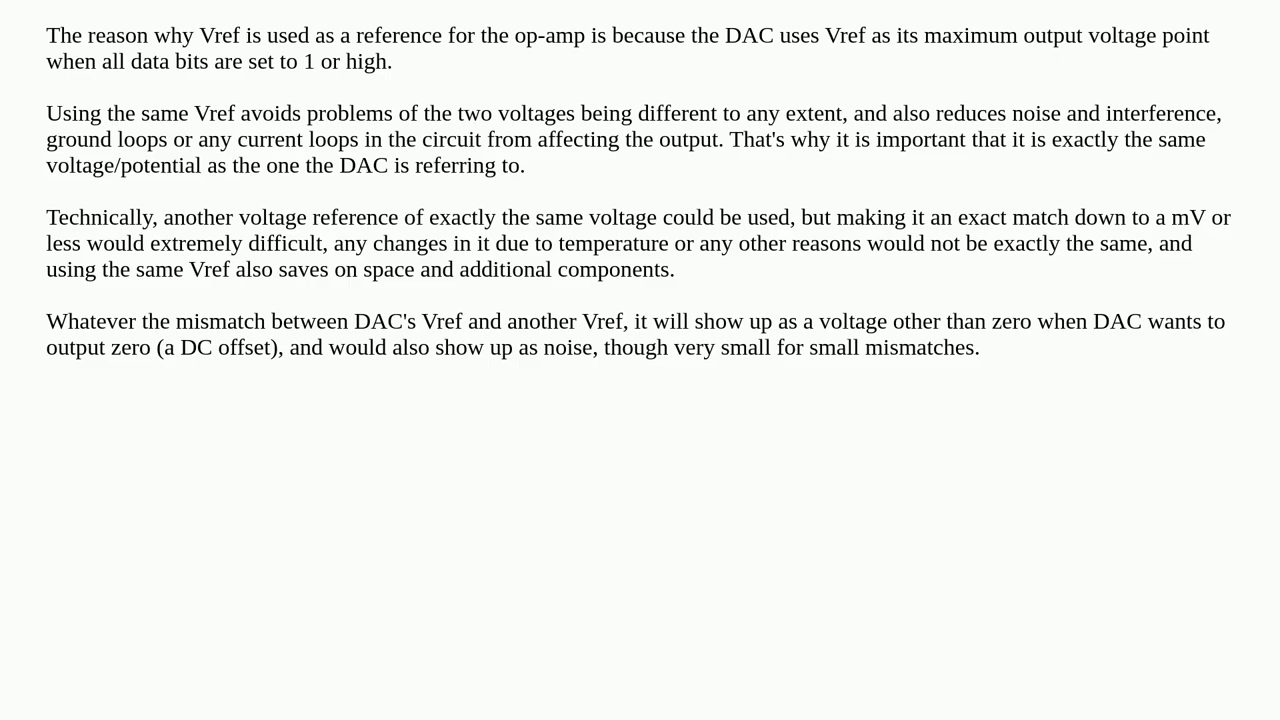 The reason why Vref is used as a reference for the op-amp is because the DAC uses Vref as its maximum output voltage point
when all data bits are set to 1 or high.
Using the same Vref avoids problems of the two voltages being different to any extent, and also reduces noise and interference,
ground loops or any current loops in the circuit from affecting the output. That's why it is important that it is exactly the same
voltage/potential as the one the DAC is referring to.
Technically, another voltage reference of exactly the same voltage could be used, but making it an exact match down to a mV or
less would extremely difficult, any changes in it due to temperature or any other reasons would not be exactly the same, and
using the same Vref also saves on space and additional components.
Whatever the mismatch between DAC's Vref and another Vref, it will show up as a voltage other than zero when DAC wants to
output zero (a DC offset), and would also show up as noise, though very small for small mismatches.